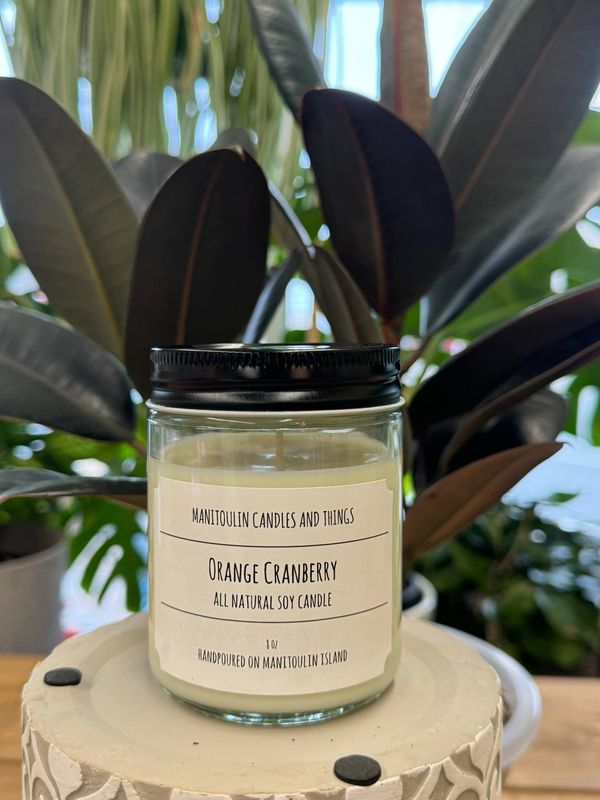 MANITOULIN CANDLES AND THINGS
ORANGE CRANBERRY
ALL NATURAL SOY CANDLE
8 OZ
HANDPOURED ON MANITOULIN ISLAND